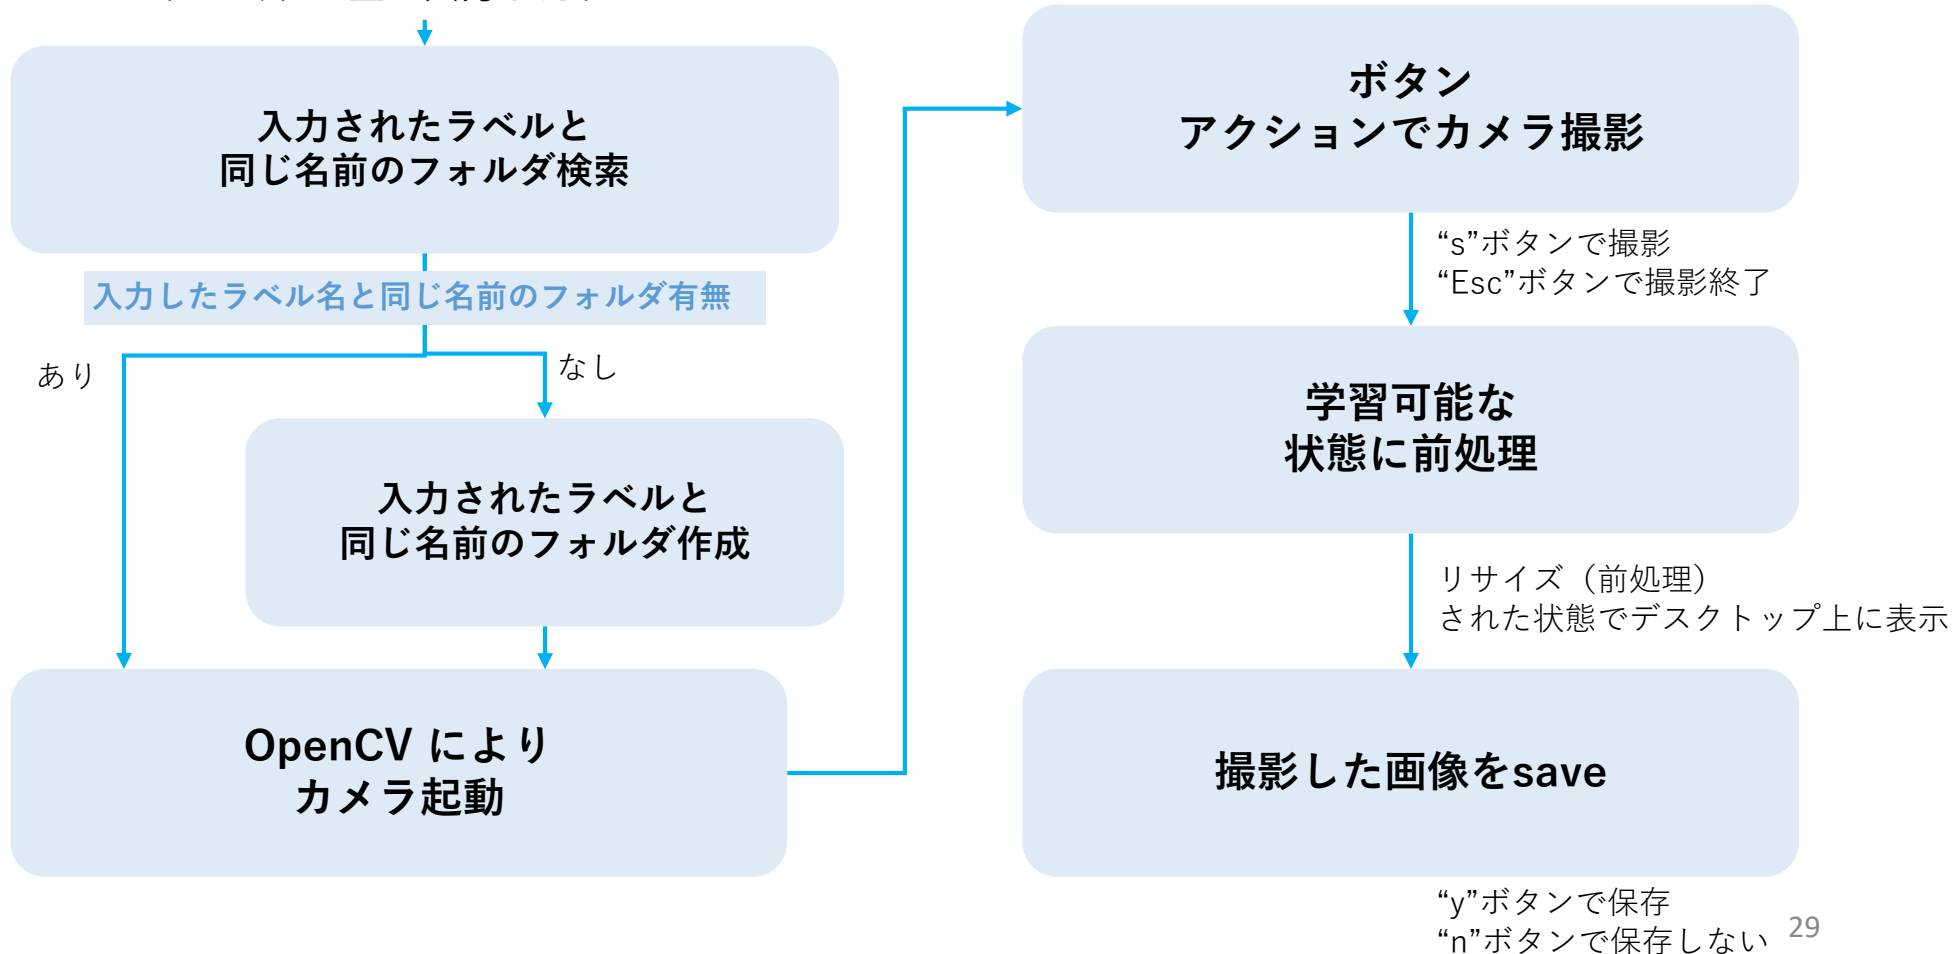 入力されたラベルと
同じ名前のフォルダ検索
入力したラベル名と同じ名前のフォルダ有無
あり
なし
入力されたラベルと
同じ名前のフォルダ作成
OpenCV により
カメラ起動
ボタン
アクションでカメラ撮影
“s”ボタンで撮影
“Esc”ボタンで撮影終了
学習可能な
状態に前処理
リサイズ（前処理）
された状態でデスクトップ上に表示
撮影した画像をsave
“y”ボタンで保存
“n”ボタンで保存しない
29